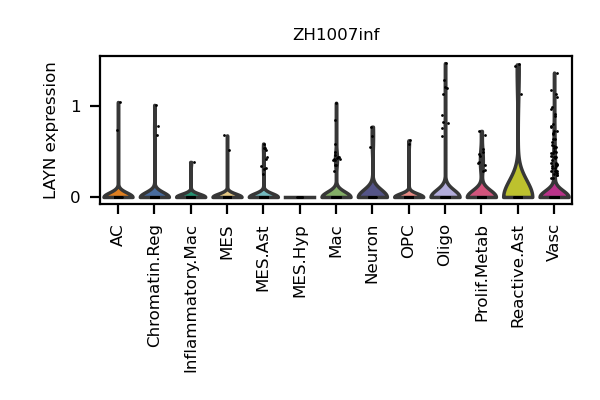 ZH1007inf
LAYN expression
1
0
AC
Chromatin.Reg
Inflammatory.Mac
MES
MES.Ast
MES.Hyp
Mac
Neuron
OPC
Oligo
Prolif.Metab
Reactive.Ast
Vasc